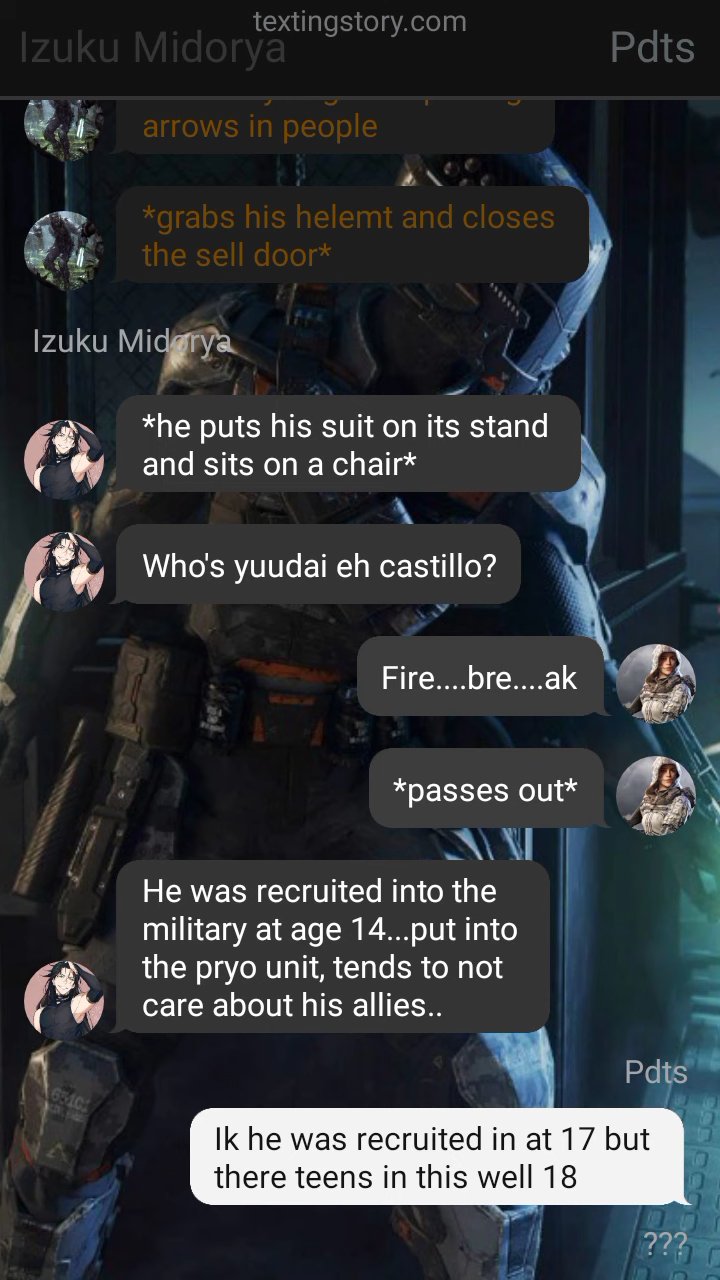 textingstory.com
Izuku Midorya
Pdts
arrows in people
*grabs his helemt and closes
the sell door*
Izuku Midorya
*he puts his suit on its stand
and sits on a chair*
Who's yuudai eh castillo?
Fire....bre....ak
*passes out*
He was recruited into the
military at age 14...put into
the pryo unit, tends to not
care about his allies..
Pdts
Ik he was recruited in at 17 but
there teens in this well 18
???